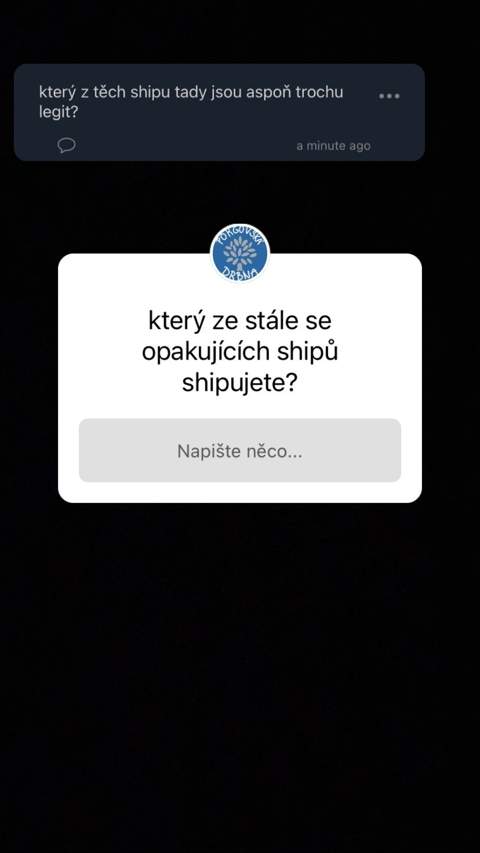 který z těch shipu tady jsou aspoň trochu
legit?
a minute ago
PORGOVSKÁ
DRBNA
který ze stále se
opakujících shipů
shipujete?
Napište něco...